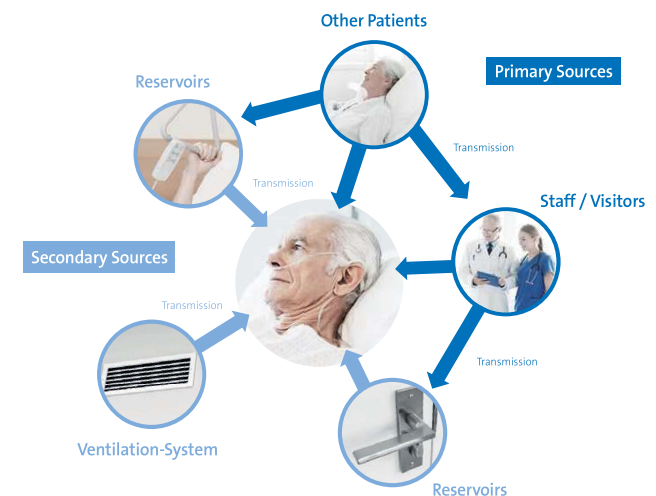 Other Patients
Primary Sources
Reservoirs
Transmission
Transmission
Staff / Visitors
Secondary Sources
Transmission
Transmission
Ventilation-System
Reservoirs